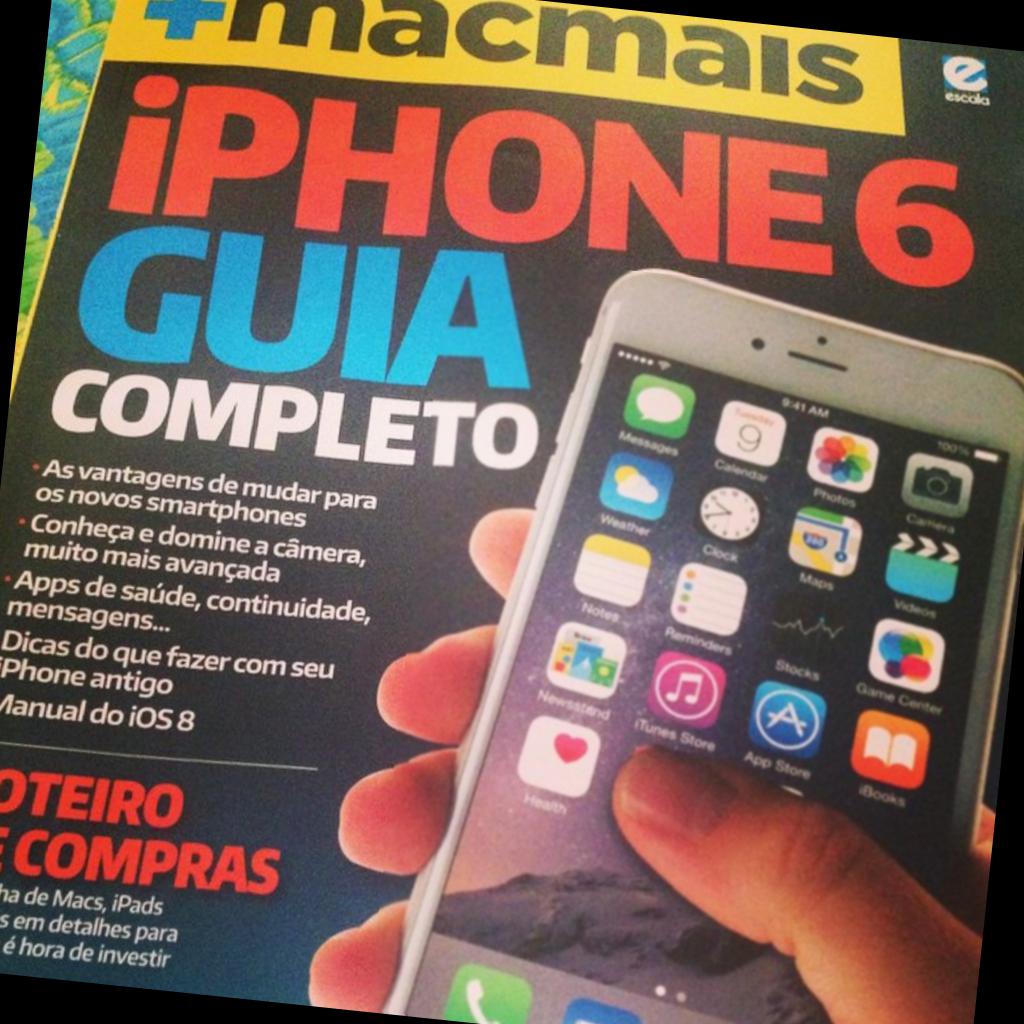 +macmais
escala
iPHONE 6
GUIA
COMPLETO
• As vantagens de mudar para
os novos smartphones
• Conheça e domine a câmera,
muito mais avançada
• Apps de saúde, continuidade,
mensagens...
Dicas do que fazer com seu
iPhone antigo
Manual do iOS 8
OTEIRO
E COMPRAS
ha de Macs, iPads
s em detalhes para
é hora de investir
9:41 AM
100%
Messages
Tuesday
9
Calendar
Photos
Camera
Weather
Clock
280
Maps
Videos
Notes
Reminders
Stocks
Game Center
Newsstand
iTunes Store
App Store
iBooks
Health